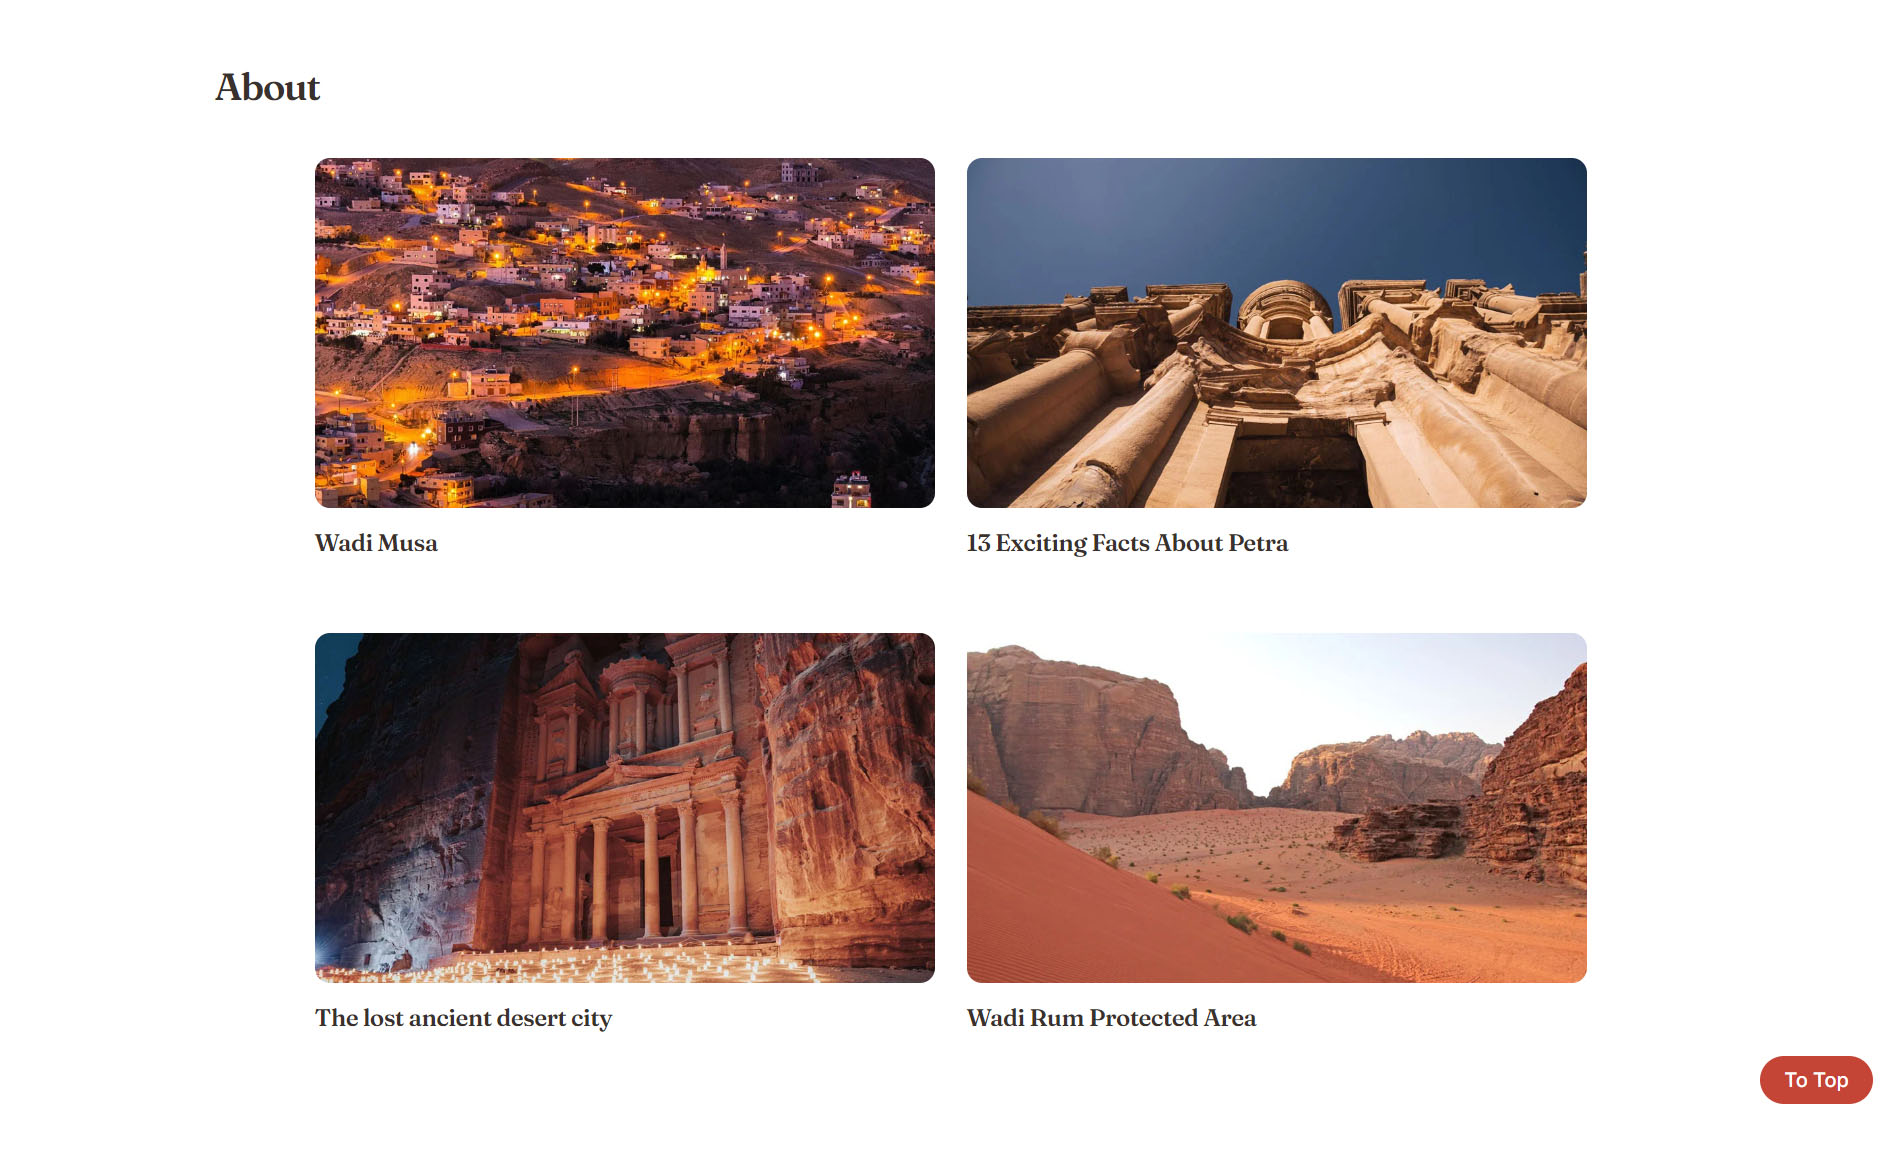 About
Wadi Musa
13 Exciting Facts About Petra
The lost ancient desert city
Wadi Rum Protected Area
To Top